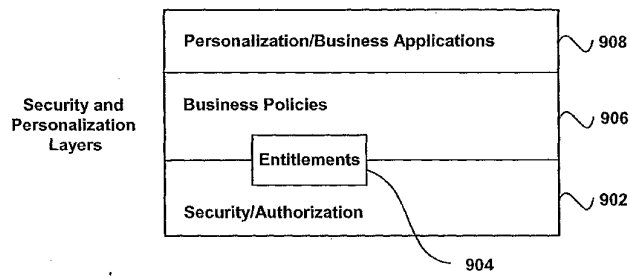 Personalization/Business Applications
908
Security and
Personalization
Layers
Business Policies
906
Entitlements
Security/Authorization
902
904